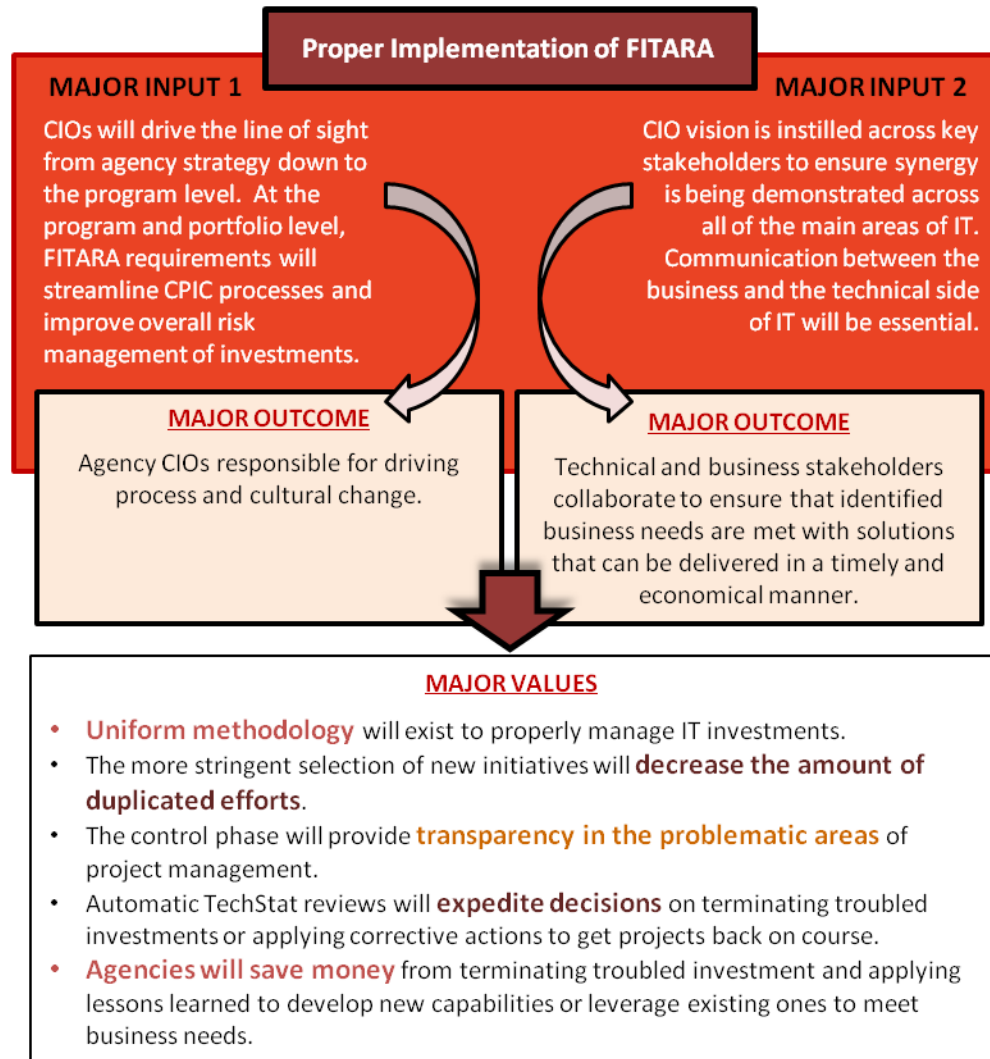 Proper Implementation of FITARA
MAJOR INPUT 1
CIOs will drive the line of sight
from agency strategy down to
the program level. At the
program and portfolio level,
FITARA requirements will
streamline CPIC processes and
improve overall risk
management of investments.
MAJOR INPUT 2
CIO vision is instilled across key
stakeholders to ensure synergy
is being demonstrated across
all of the main areas of IT.
Communication between the
business and the technical side
of IT will be essential.
MAJOR OUTCOME
Agency CIOs responsible for driving
process and cultural change.
MAJOR OUTCOME
Technical and business stakeholders
collaborate to ensure that identified
business needs are met with solutions
that can be delivered in a timely and
economical manner.
MAJOR VALUES
• Uniform methodology will exist to properly manage IT investments.
• The more stringent selection of new initiatives will decrease the amount of
duplicated efforts.
• The control phase will provide transparency in the problematic areas of
project management.
• Automatic TechStat reviews will expedite decisions on terminating troubled
investments or applying corrective actions to get projects back on course.
• Agencies will save money from terminating troubled investment and applying
lessons learned to develop new capabilities or leverage existing ones to meet
business needs.